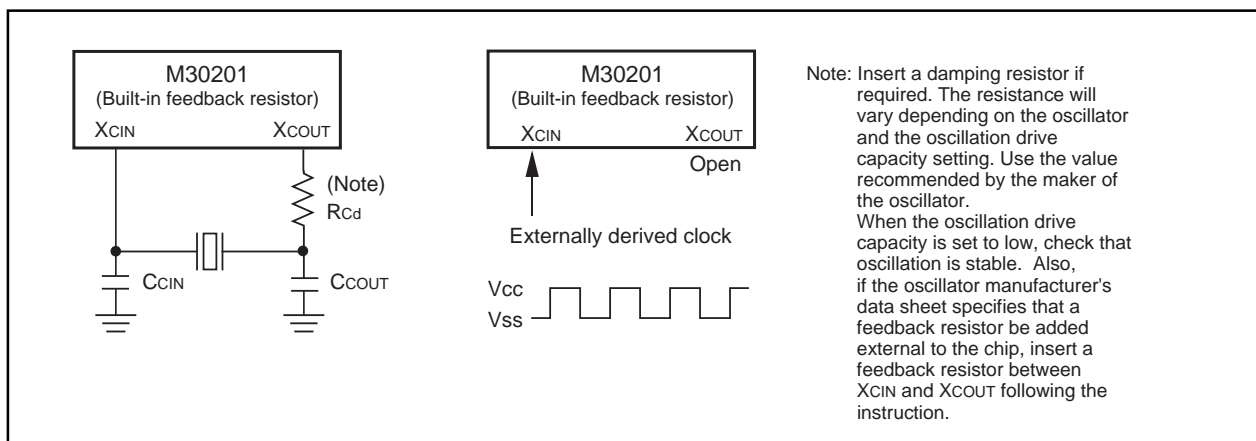 M30201
(Built-in feedback resistor)
XCIN XCOUT
(Note)
RCd
CCIN
CCOUT
M30201
(Built-in feedback resistor)
XCIN XCOUT
Open
Externally derived clock
Vcc
Vss
Note: Insert a damping resistor if
required. The resistance will
vary depending on the oscillator
and the oscillation drive
capacity setting. Use the value
recommended by the maker of
the oscillator.
When the oscillation drive
capacity is set to low, check that
oscillation is stable. Also,
if the oscillator manufacturer's
data sheet specifies that a
feedback resistor be added
external to the chip, insert a
feedback resistor between
XCIN and XCOUT following the
instruction.